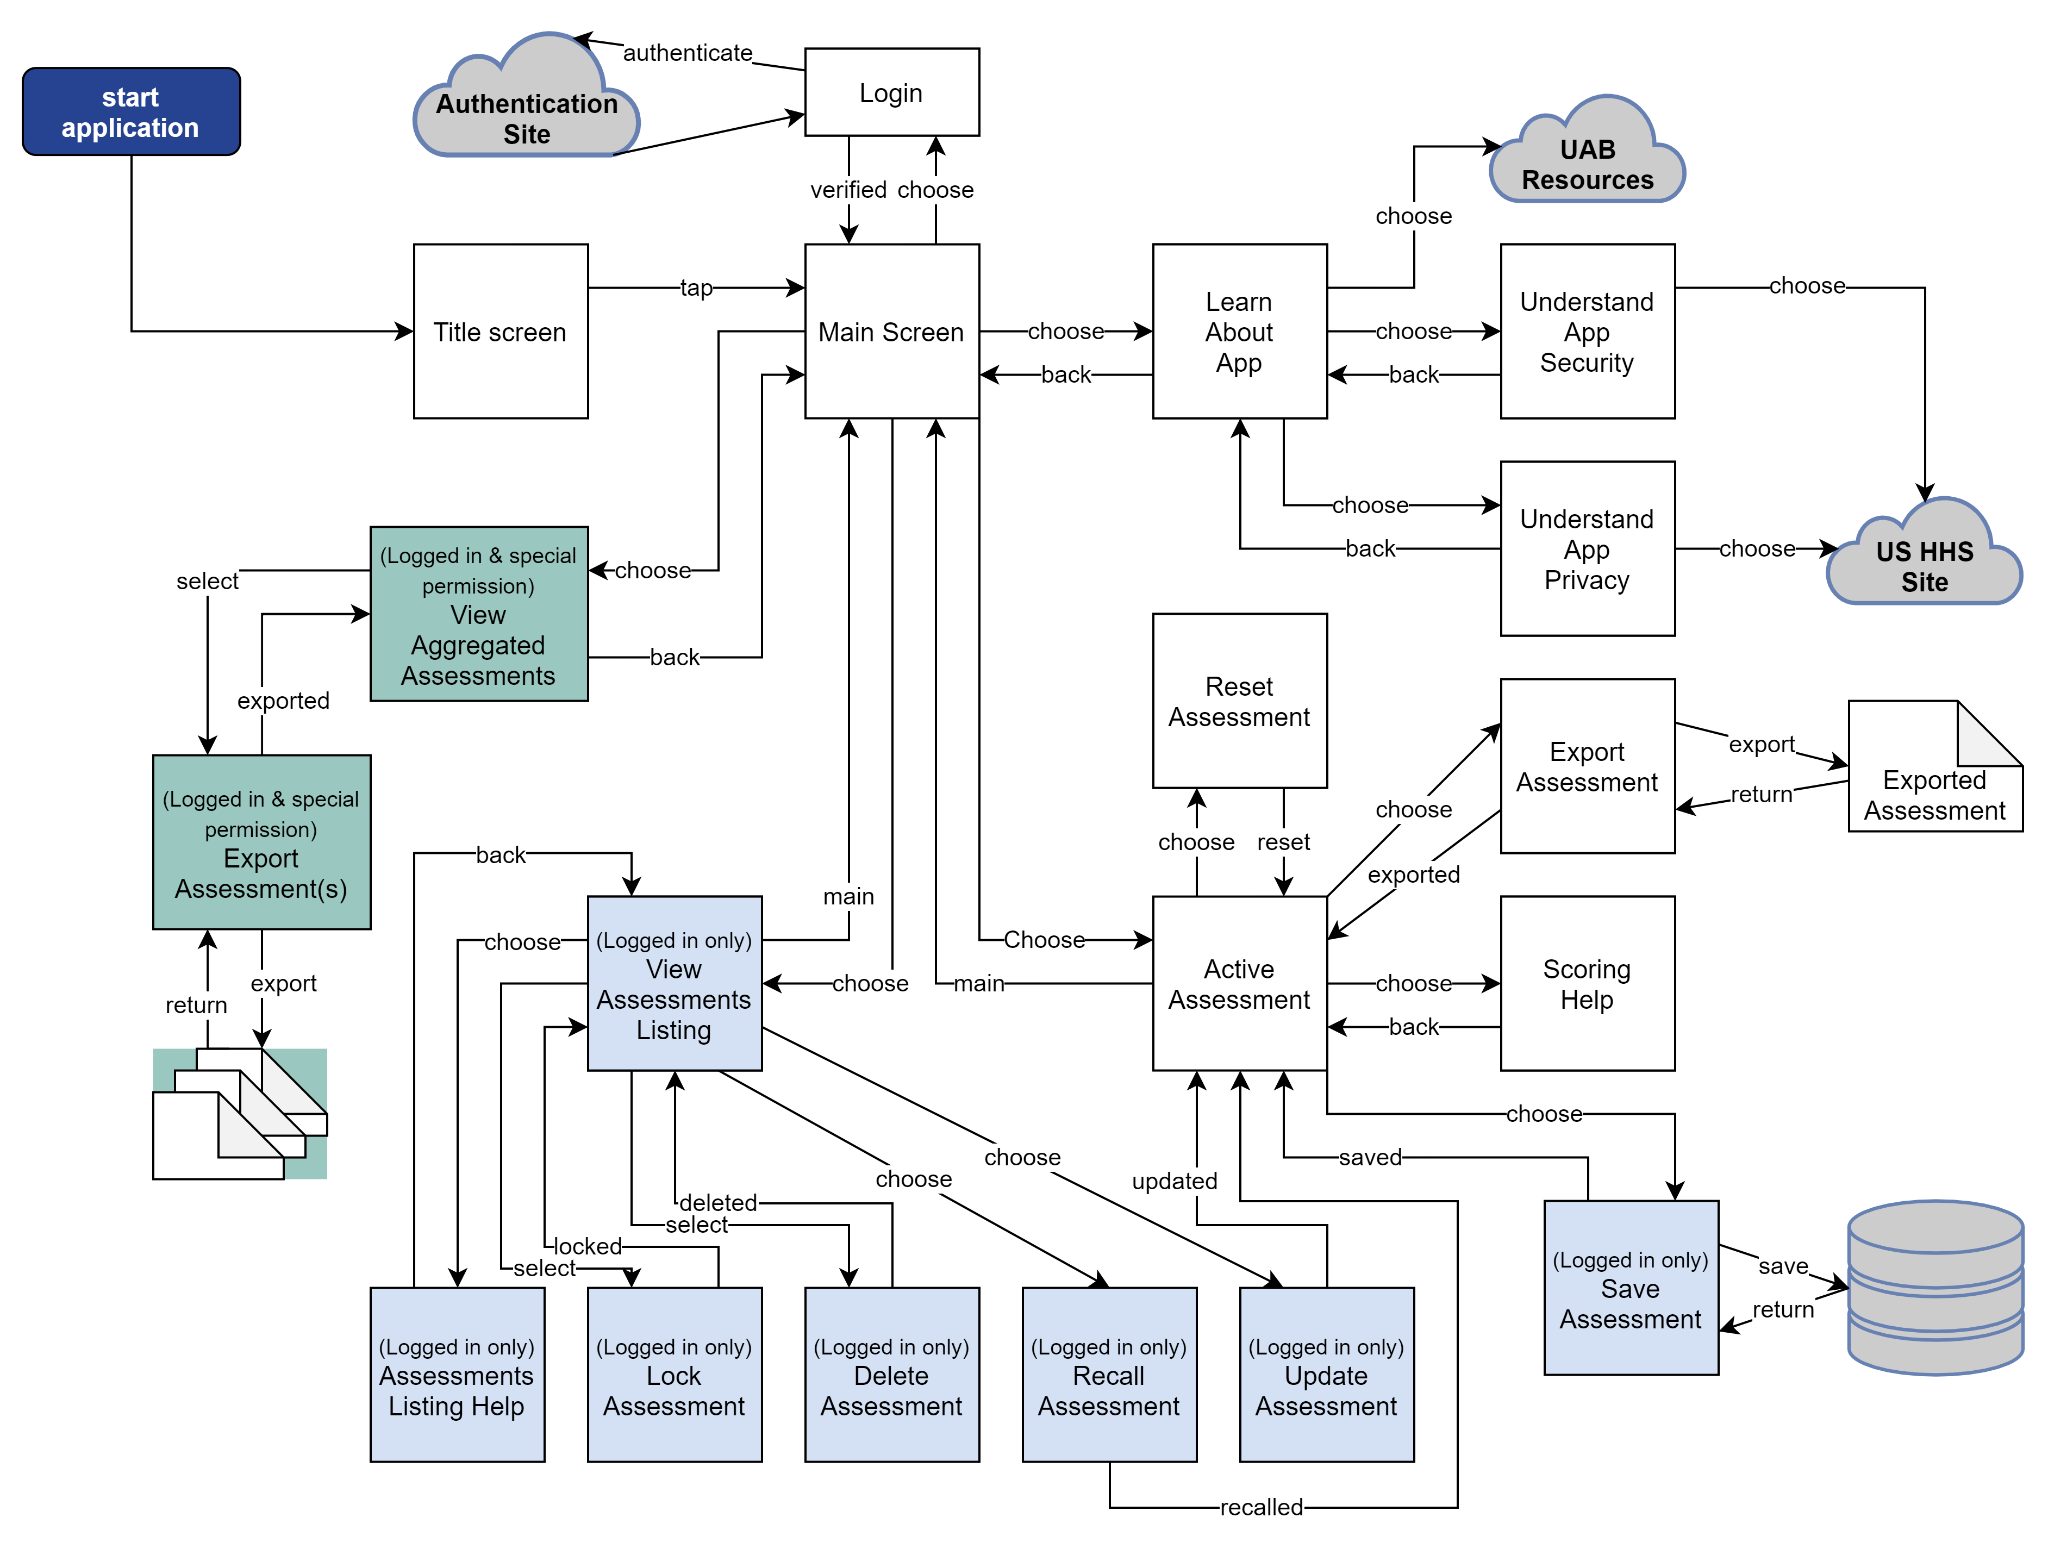 start
application
Authentication
Site
authenticate
Login
verified
choose
UAB
Resources
choose
Title screen
tap
Main Screen
choose
back
Learn
About
App
choose
back
Understand
App
Security
choose
choose
back
Understand
App
Privacy
choose
US HHS
Site
(Logged in & special
permission)
View
Aggregated
Assessments
choose
back
select
exported
(Logged in & special
permission)
Export
Assessment(s)
return
export
Reset
Assessment
choose
reset
Export
Assessment
choose
exported
export
return
Exported
Assessment
back
choose
(Logged in only)
View
Assessments
Listing
main
choose
Choose
main
Active
Assessment
choose
back
Scoring
Help
choose
saved
choose
choose
updated
deleted
select
locked
select
(Logged in only)
Assessments
Listing Help
(Logged in only)
Lock
Assessment
(Logged in only)
Delete
Assessment
(Logged in only)
Recall
Assessment
(Logged in only)
Update
Assessment
(Logged in only)
Save
Assessment
save
return
recalled